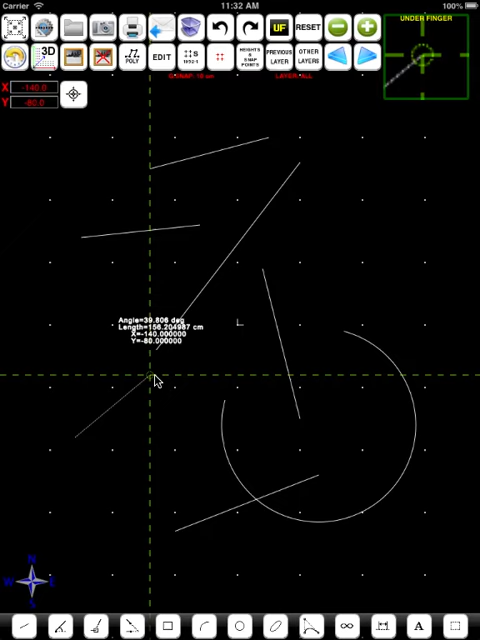 Carrier 11:32 AM 100%
UNDER FINGER
UF RESET
3D POLY EDIT HEIGHTS & SNAP POINTS PREVIOUS LAYER OTHER LAYERS
X -140.0
Y -80.0
Angle=39.806 deg
Length=156.204987 cm
X=-140.000000
Y=-80.000000
N
W
A